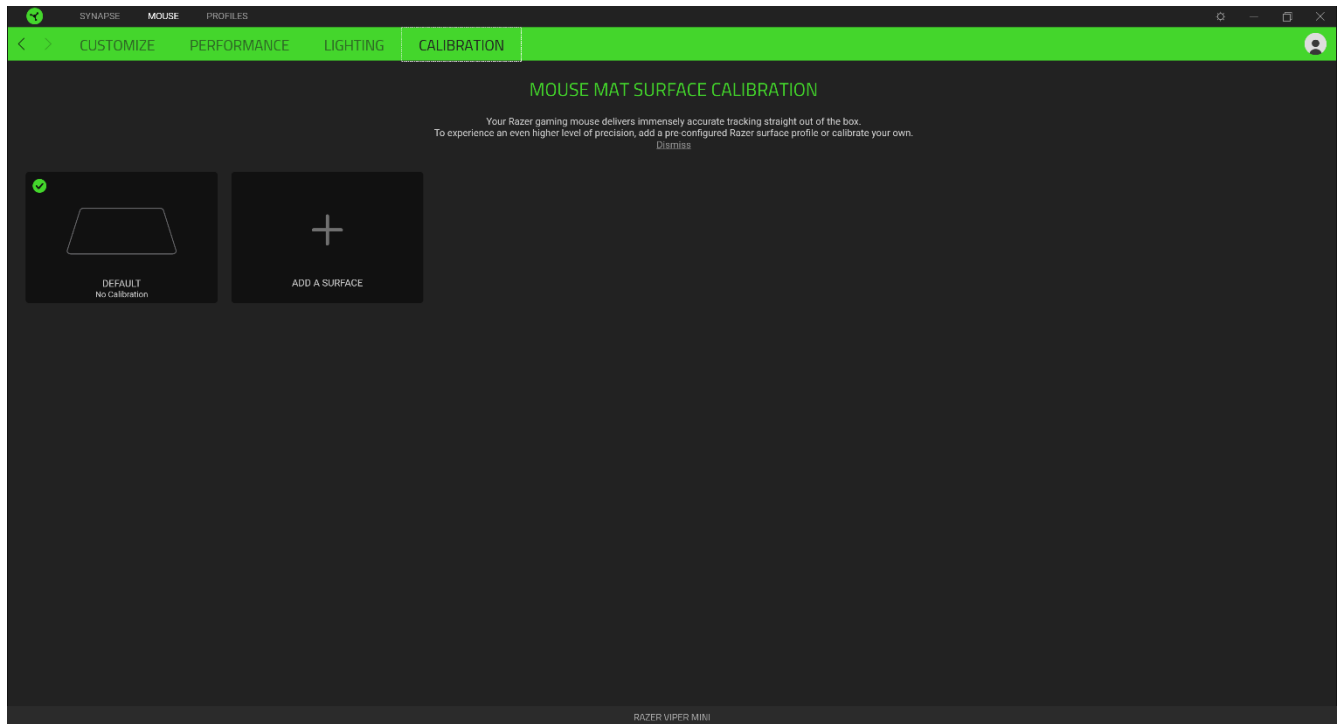 SYNAPSE MOUSE PROFILES
CUSTOMIZE PERFORMANCE LIGHTING CALIBRATION
MOUSE MAT SURFACE CALIBRATION
Your Razer gaming mouse delivers immensely accurate tracking straight out of the box.
To experience an even higher level of precision, add a pre-configured Razer surface profile or calibrate your own.
Dismiss
DEFAULT
No Calibration
ADD A SURFACE
RAZER VIPER MINI